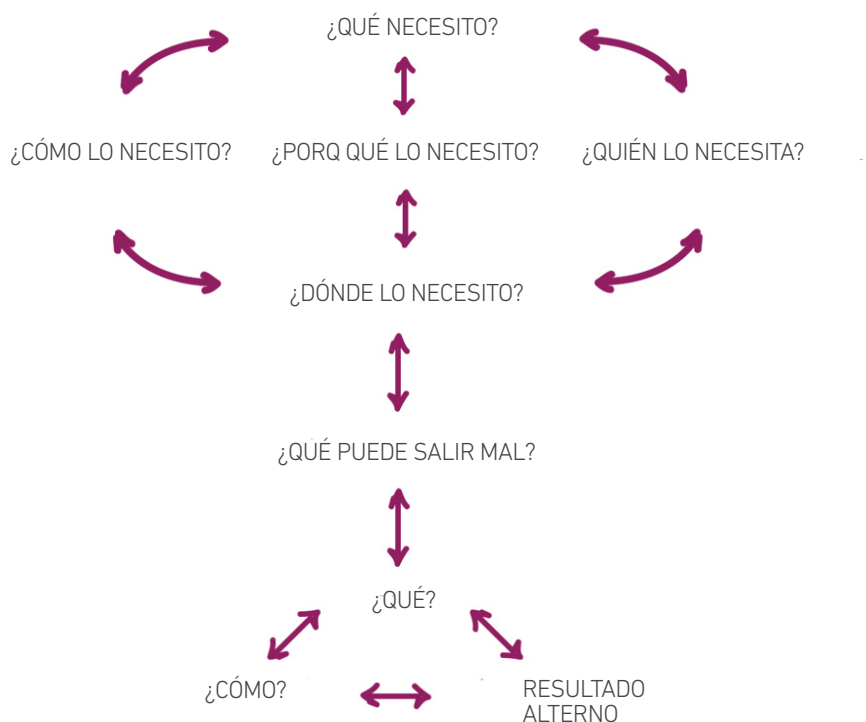 ¿QUÉ NECESITO?
¿CÓMO LO NECESITO? ¿PORQ QUÉ LO NECESITO? ¿QUIÉN LO NECESITA?
¿DÓNDE LO NECESITO?
¿QUÉ PUEDE SALIR MAL?
¿QUÉ?
¿CÓMO? RESULTADO
ALTERNO